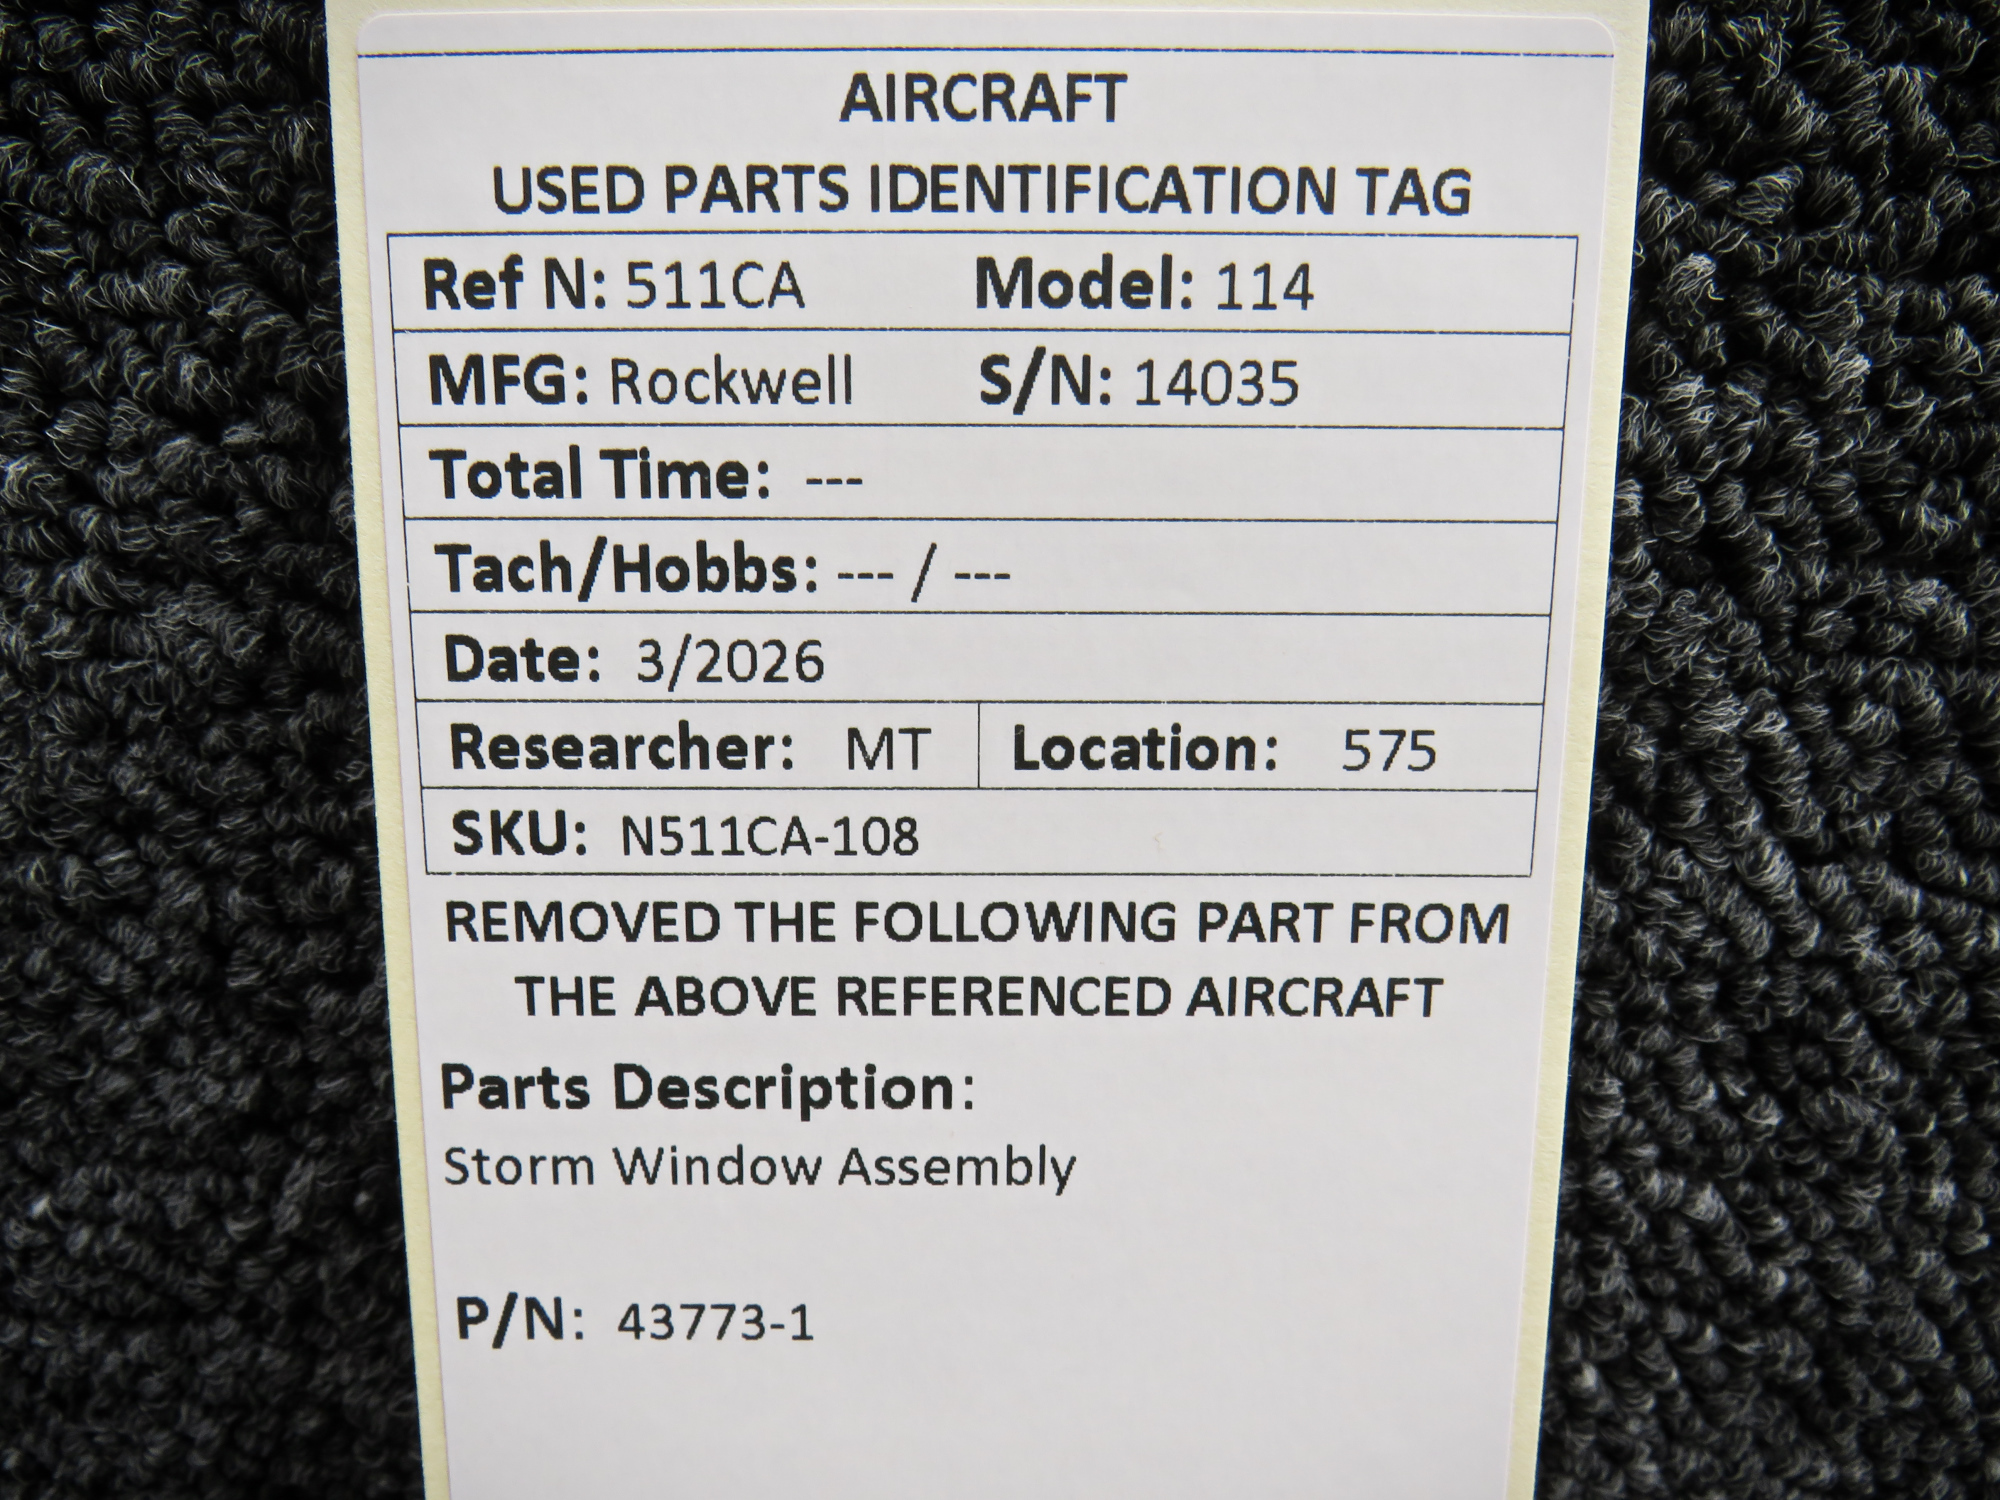 AIRCRAFT
USED PARTS IDENTIFICATION TAG
Ref N: 511CA Model: 114
MFG: Rockwell S/N: 14035
Total Time: ---
Tach/Hobbs: --- / ---
Date: 3/2026
Researcher: MT Location: 575
SKU: N511CA-108
REMOVED THE FOLLOWING PART FROM
THE ABOVE REFERENCED AIRCRAFT
Parts Description:
Storm Window Assembly
P/N: 43773-1